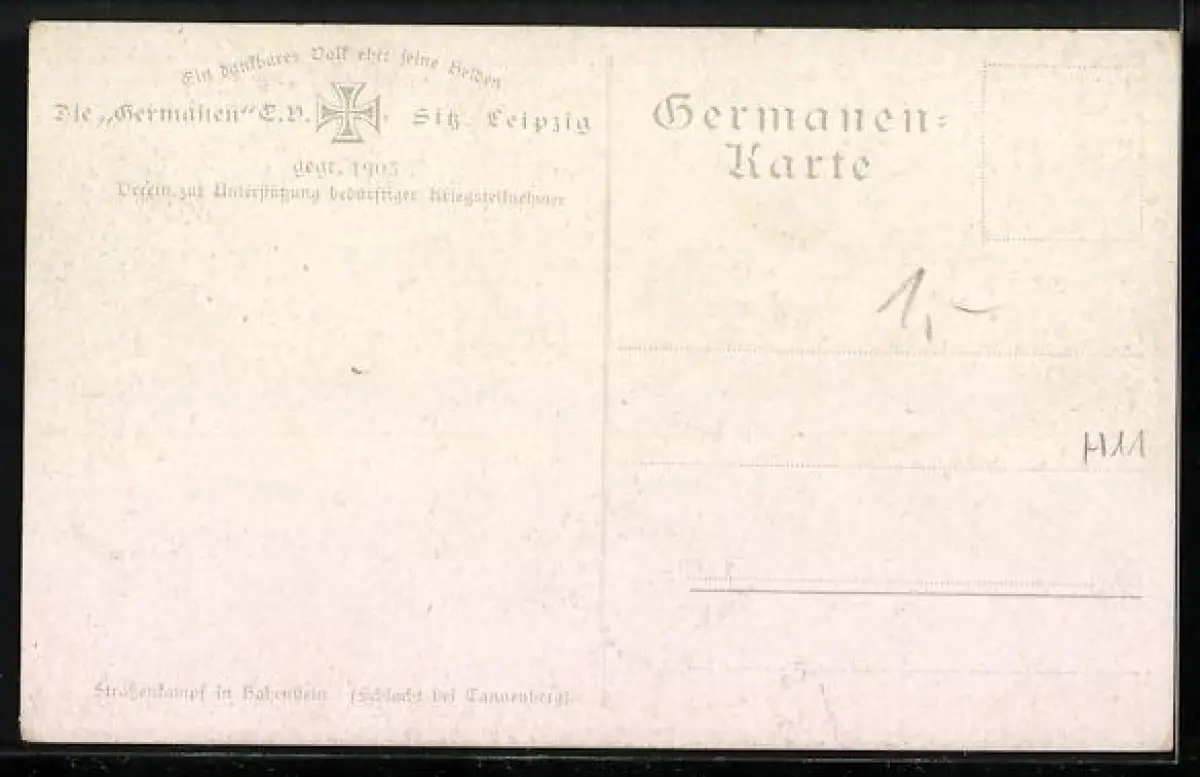 Ein dankbares Volk ehrt seine Helden
Die „Germanen“ E.V. Sitz Leipzig
gegr. 1905
Verein zur Unterstützung bedürftiger Kriegsteilnehmer
Germanen-
Karte
1,-
A11
Straßenkampf in Hohenstein (Schlacht bei Tannenberg)